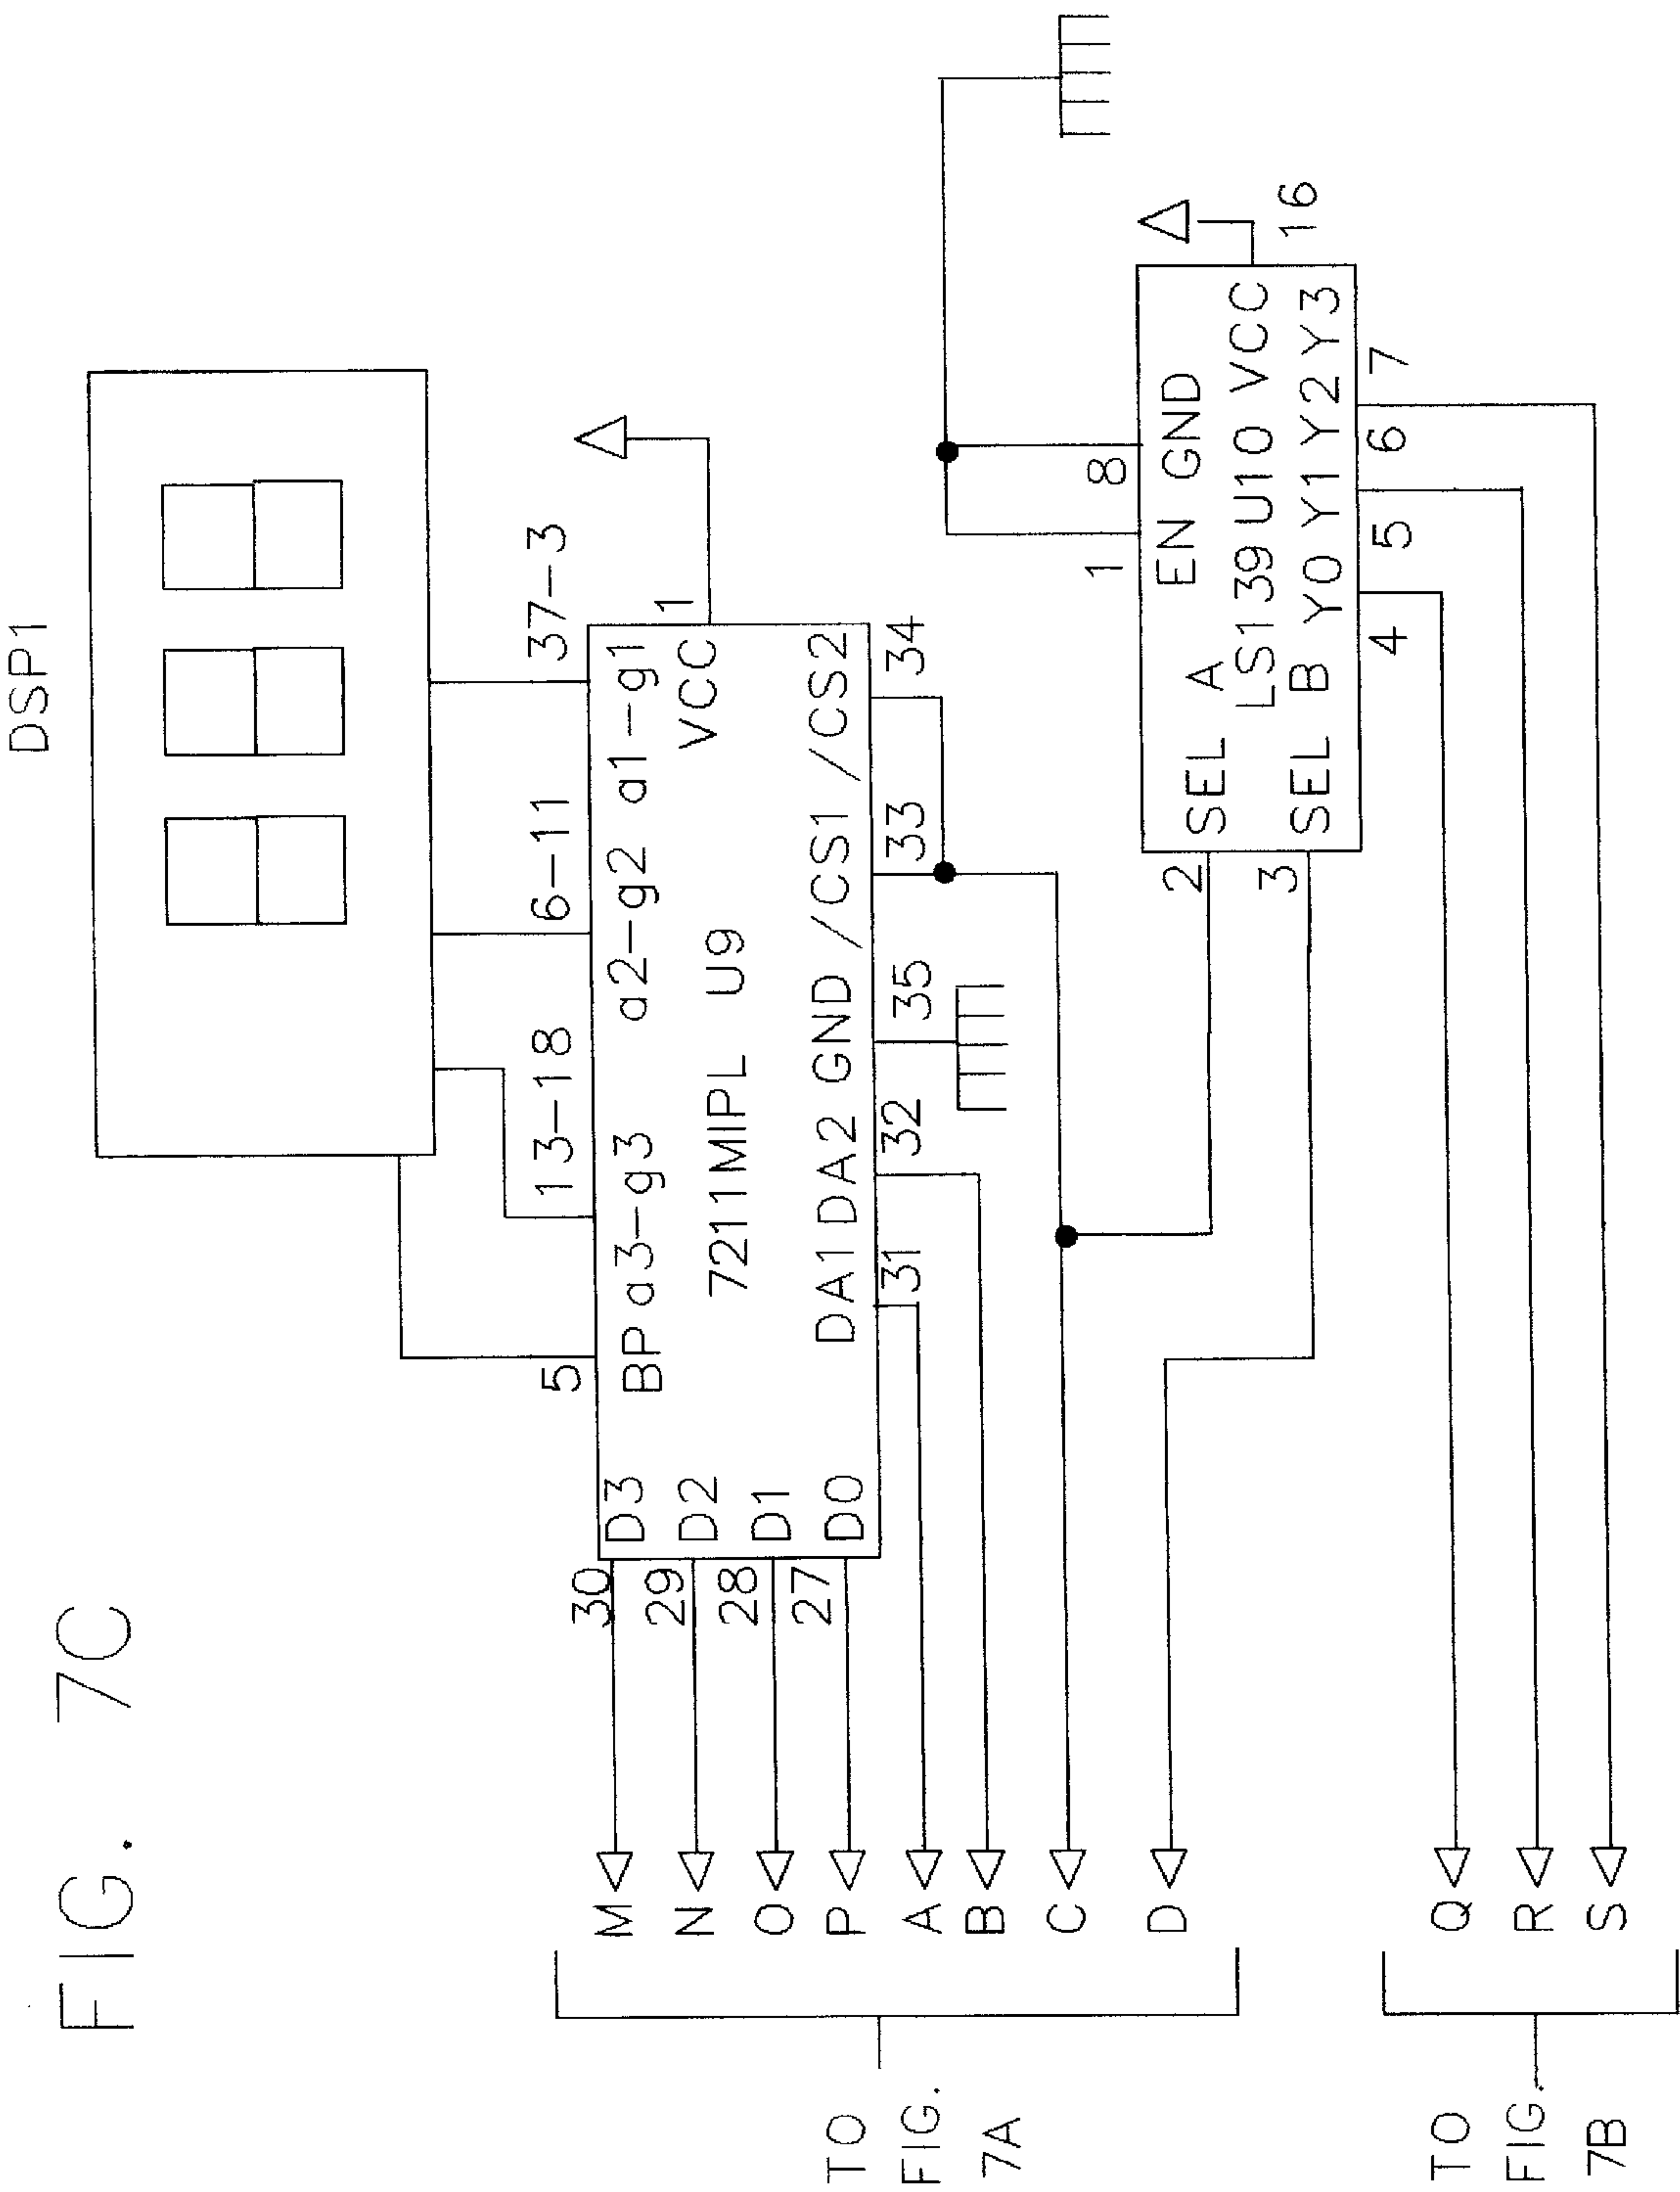 FIG. 7C
DSP1
5
13-18
6-11
37-3
D3
BP a3-g3
a2-g2
a1-g1
30
29
28
27
D2
D1
D0
7211MIPL U9
VCC
1
DA1 DA2 GND /CS1 /CS2
31
32
35
33
34
M
N
O
P
A
B
C
D
TO
FIG.
7A
1
8
EN GND
2
SEL A
LS139 U10 VCC
16
3
SEL B
Y0 Y1 Y2 Y3
4
5
6
7
Q
R
S
TO
FIG.
7B